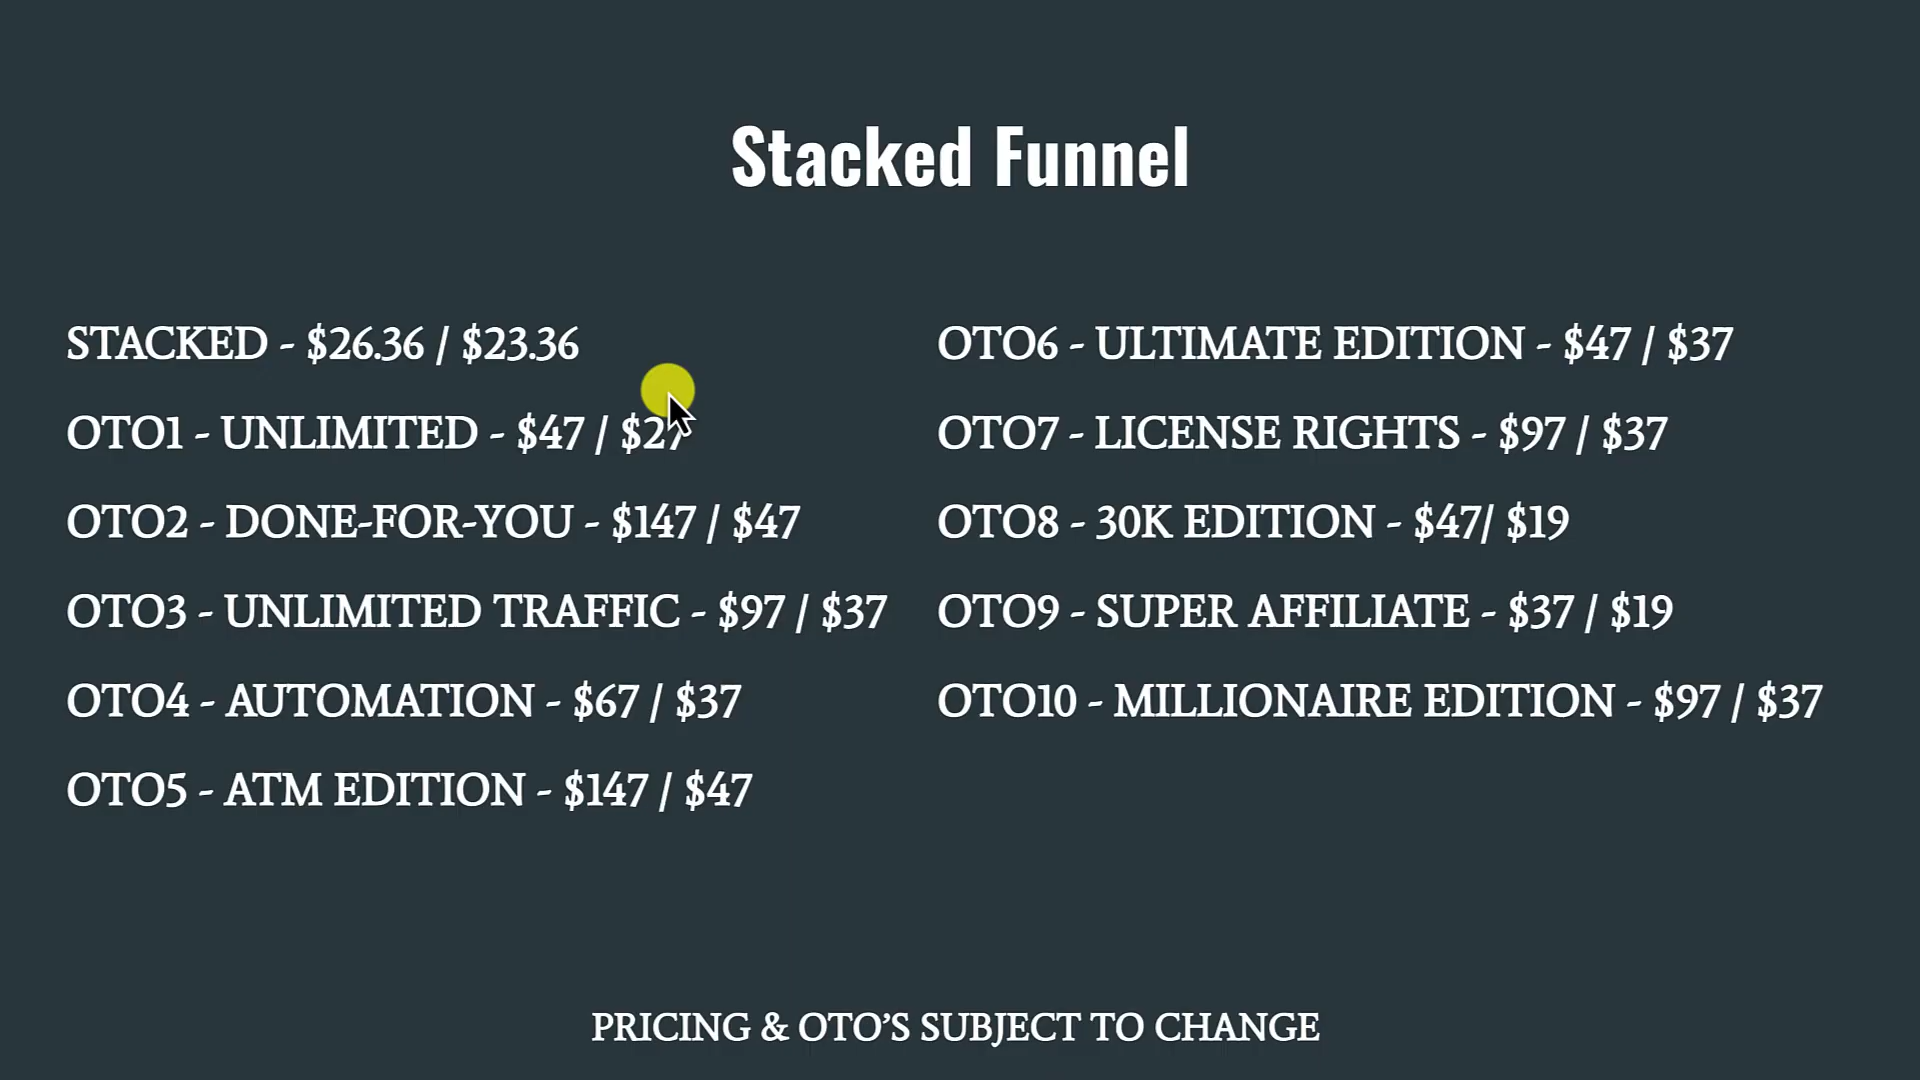 Stacked Funnel
STACKED - $26.36 / $23.36
OTO1 - UNLIMITED - $47 / $27
OTO2 - DONE-FOR-YOU - $147 / $47
OTO3 - UNLIMITED TRAFFIC - $97 / $37
OTO4 - AUTOMATION - $67 / $37
OTO5 - ATM EDITION - $147 / $47
OTO6 - ULTIMATE EDITION - $47 / $37
OTO7 - LICENSE RIGHTS - $97 / $37
OTO8 - 30K EDITION - $47/ $19
OTO9 - SUPER AFFILIATE - $37 / $19
OTO10 - MILLIONAIRE EDITION - $97 / $37
PRICING & OTO’S SUBJECT TO CHANGE